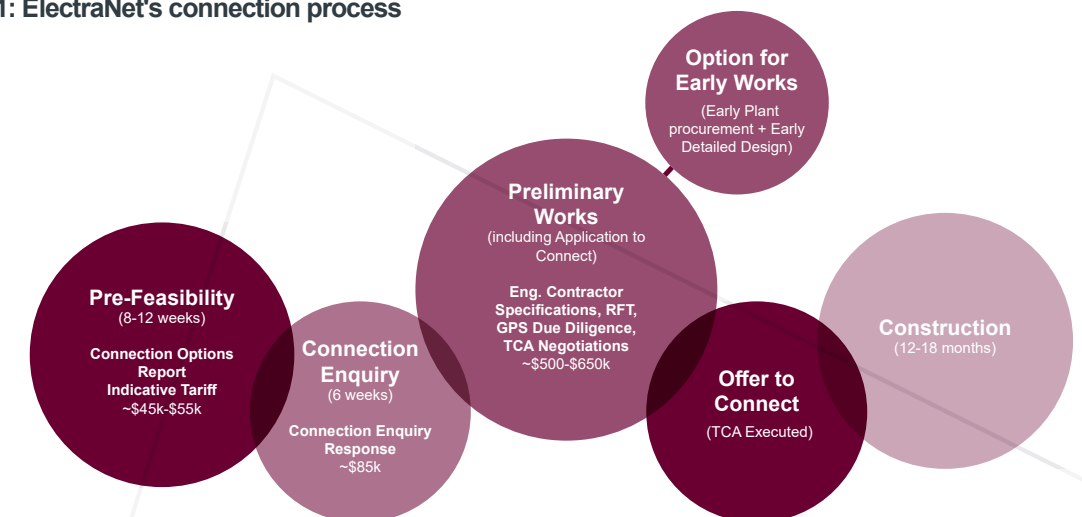 1: ElectraNet's connection process
Option for
Early Works
(Early Plant
procurement + Early
Detailed Design)
Preliminary
Works
(including Application to
Connect)
Eng. Contractor
Specifications, RFT,
GPS Due Diligence,
TCA Negotiations
~$500-$650k
Pre-Feasibility
(8-12 weeks)
Connection Options
Report
Indicative Tariff
~$45k-$55k
Connection
Enquiry
(6 weeks)
Connection Enquiry
Response
~$85k
Offer to
Connect
(TCA Executed)
Construction
(12-18 months)